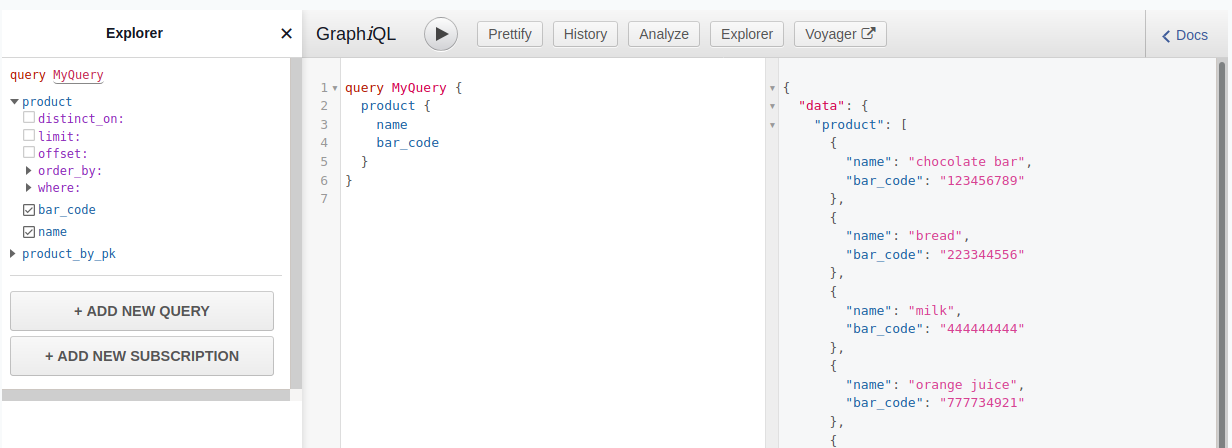 Explorer ×
query MyQuery
product
distinct_on:
limit:
offset:
order_by:
where:
bar_code
name
product_by_pk
+ ADD NEW QUERY
+ ADD NEW SUBSCRIPTION
GraphiQL Prettify History Analyze Explorer Voyager Docs
1 query MyQuery {
2 product {
3 name
4 bar_code
5 }
6 }
7
{
"data": {
"product": [
{
"name": "chocolate bar",
"bar_code": "123456789"
},
{
"name": "bread",
"bar_code": "223344556"
},
{
"name": "milk",
"bar_code": "444444444"
},
{
"name": "orange juice",
"bar_code": "777734921"
},
{